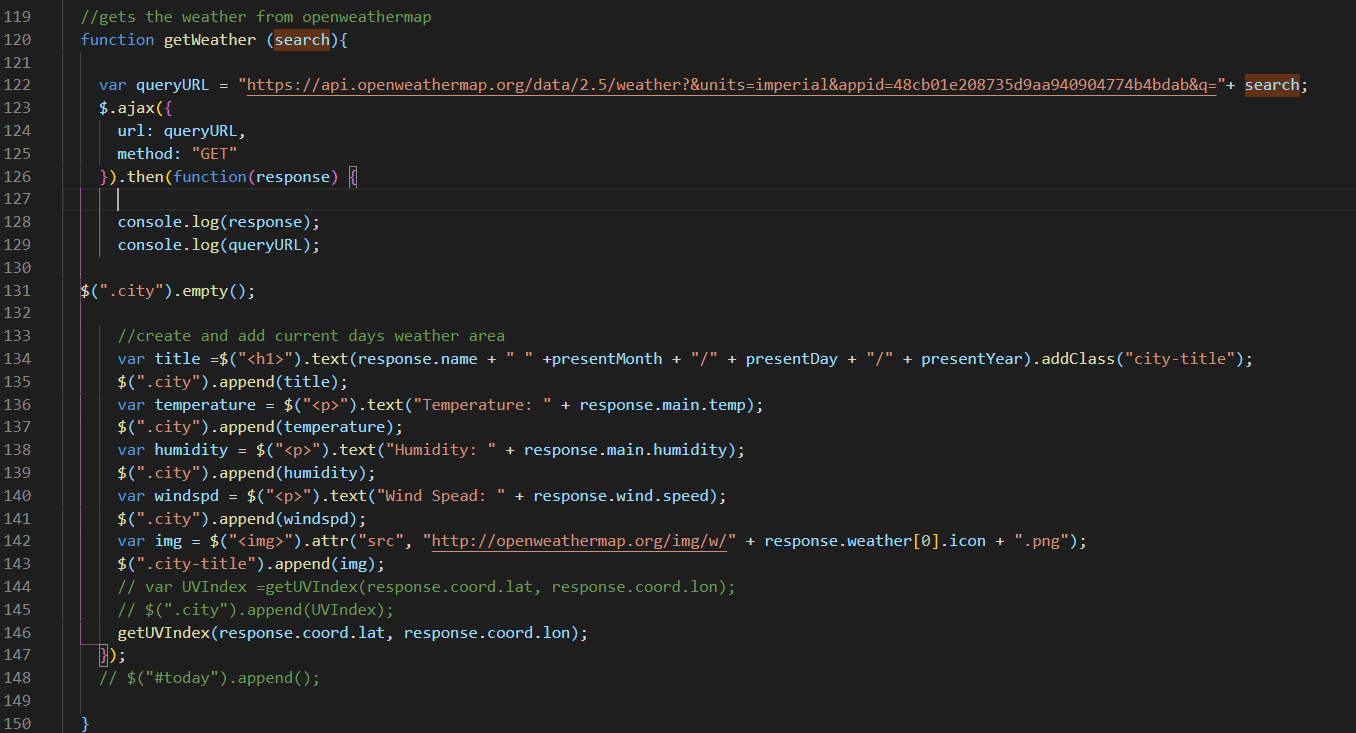 119 //gets the weather from openweathermap
120 function getWeather (search){
121
122 var queryURL = "https://api.openweathermap.org/data/2.5/weather?&units=imperial&appid=48cb01e208735d9aa940904774b4bdab&q="+ search;
123 $.ajax({
124 url: queryURL,
125 method: "GET"
126 }).then(function(response) {
127
128 console.log(response);
129 console.log(queryURL);
130
131 $(".city").empty();
132
133 //create and add current days weather area
134 var title =$("<h1>").text(response.name + " " +presentMonth + "/" + presentDay + "/" + presentYear).addClass("city-title");
135 $(".city").append(title);
136 var temperature = $("<p>").text("Temperature: " + response.main.temp);
137 $(".city").append(temperature);
138 var humidity = $("<p>").text("Humidity: " + response.main.humidity);
139 $(".city").append(humidity);
140 var windspd = $("<p>").text("Wind Spead: " + response.wind.speed);
141 $(".city").append(windspd);
142 var img = $("<img>").attr("src", "http://openweathermap.org/img/w/" + response.weather[0].icon + ".png");
143 $(".city-title").append(img);
144 // var UVIndex =getUVIndex(response.coord.lat, response.coord.lon);
145 // $(".city").append(UVIndex);
146 getUVIndex(response.coord.lat, response.coord.lon);
147 });
148 // $("#today").append();
149
150 }